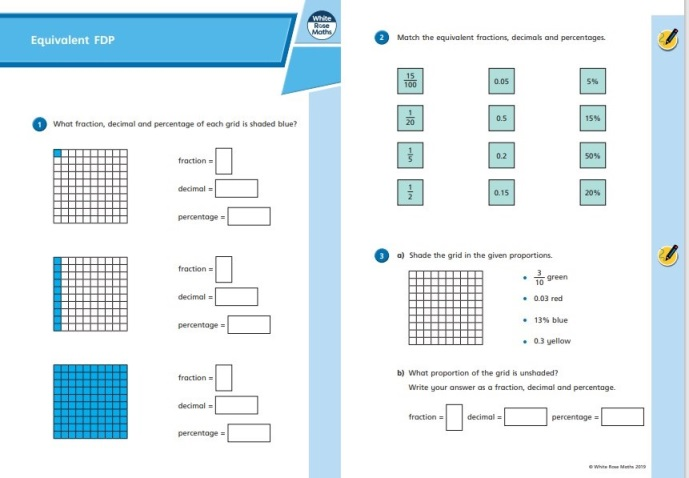 Equivalent FDP
White
Rose
Maths
1 What fraction, decimal and percentage of each grid is shaded blue?
fraction =
decimal =
percentage =
fraction =
decimal =
percentage =
fraction =
decimal =
percentage =
2 Match the equivalent fractions, decimals and percentages.
15/100 0.05 5%
1/20 0.5 15%
1/5 0.2 50%
1/2 0.15 20%
3 a) Shade the grid in the given proportions.
• 3/10 green
• 0.03 red
• 13% blue
• 0.3 yellow
b) What proportion of the grid is unshaded?
Write your answer as a fraction, decimal and percentage.
fraction = decimal = percentage =
© White Rose Maths 2019